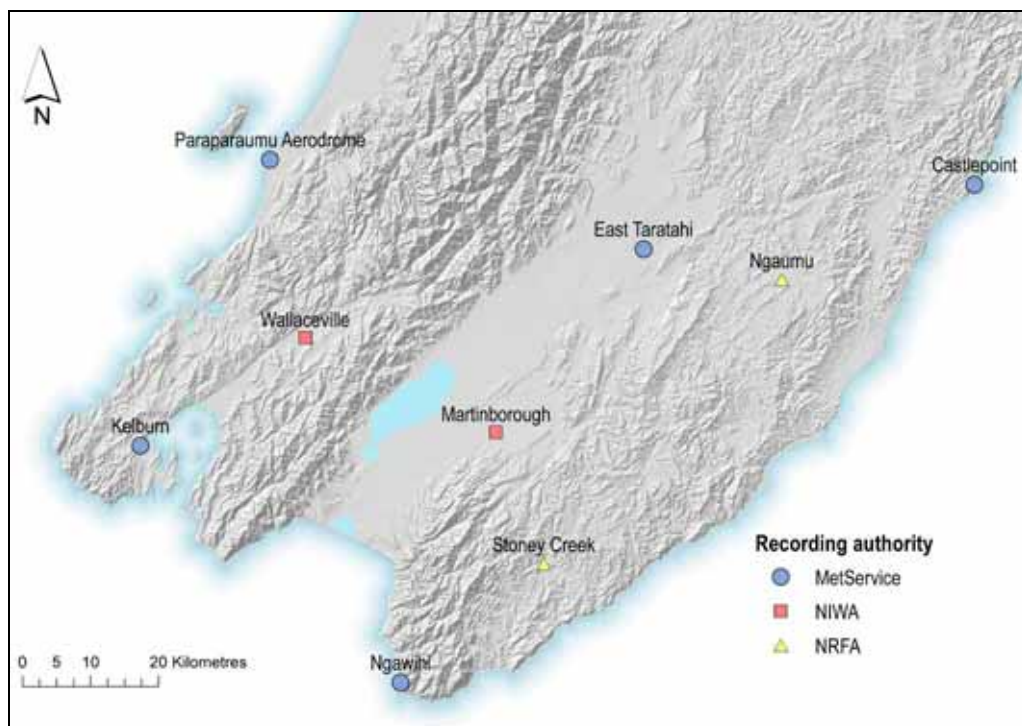 N
Paraparaumu Aerodrome
Castlepoint
East Taratahi
Ngaumu
Wallaceville
Martinborough
Kelburn
Stoney Creek
Recording authority
MetService
NIWA
NRFA
0 5 10 20 Kilometres
Ngawihi